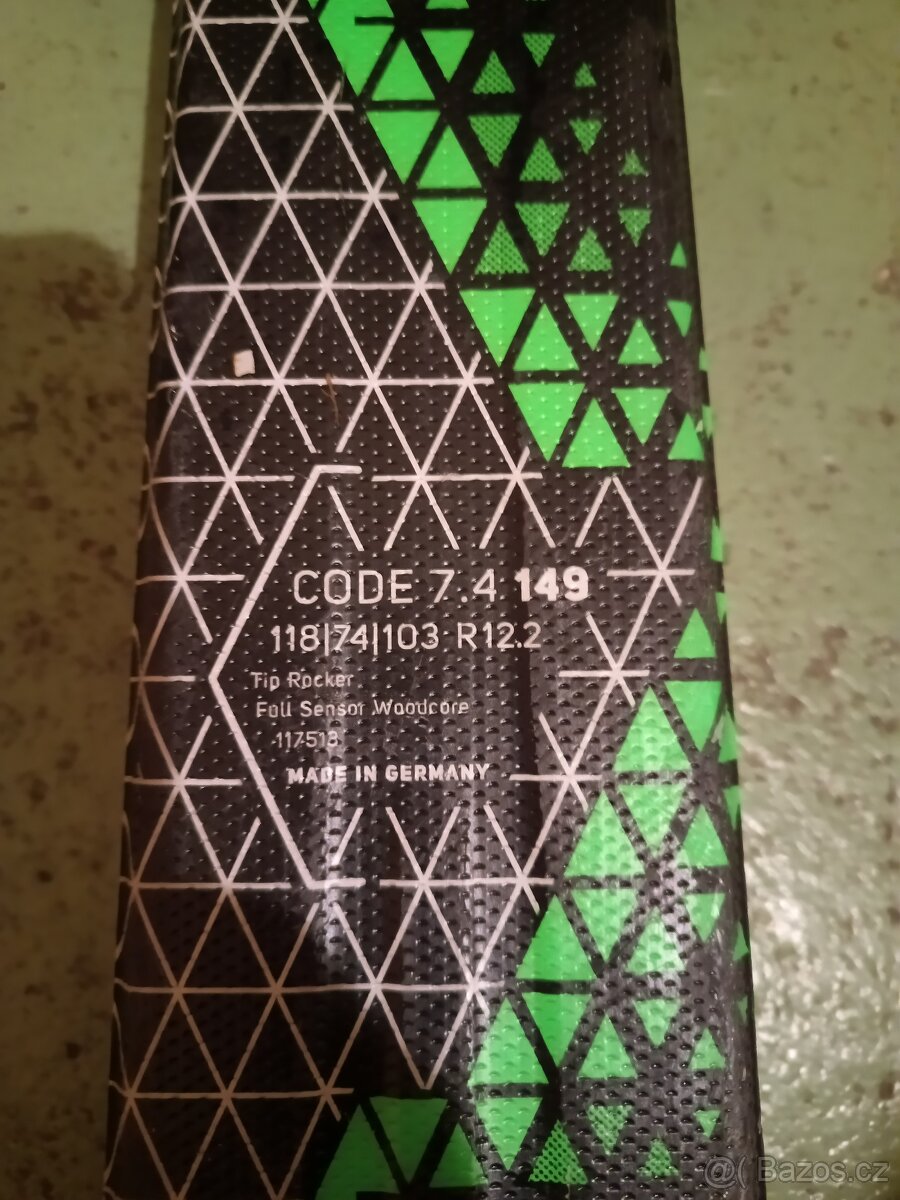 CODE 7.4 149
118|74|103 R12.2
Tip Rocker
Full Sensor Woodcore
117513
MADE IN GERMANY
@( Bazos.cz